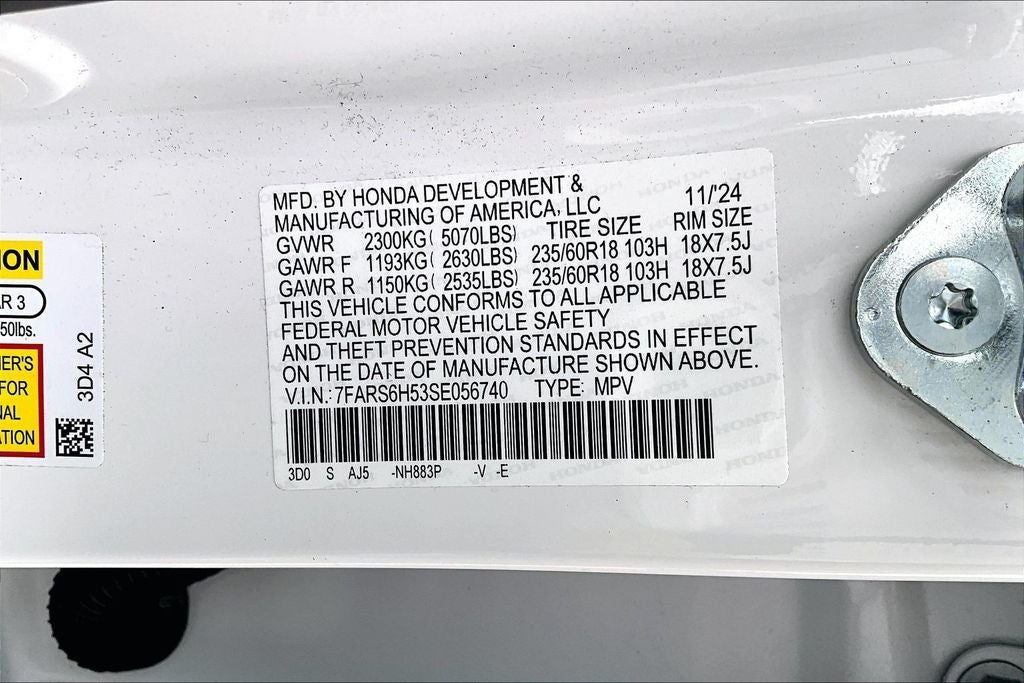 MFD. BY HONDA DEVELOPMENT &
MANUFACTURING OF AMERICA, LLC 11/'24
GVWR 2300KG( 5070LBS) TIRE SIZE RIM SIZE
GAWR F 1193KG( 2630LBS) 235/60R18 103H 18X7.5J
GAWR R 1150KG( 2535LBS) 235/60R18 103H 18X7.5J
THIS VEHICLE CONFORMS TO ALL APPLICABLE
FEDERAL MOTOR VEHICLE SAFETY
AND THEFT PREVENTION STANDARDS IN EFFECT
ON THE DATE OF MANUFACTURE SHOWN ABOVE.
V.I.N.:7FARS6H53SE056740 TYPE: MPV
3D0 S AJ5 -NH883P -V -E
ION
AR 3
50lbs.
NER'S
FOR
NAL
ATION
3D4 A2